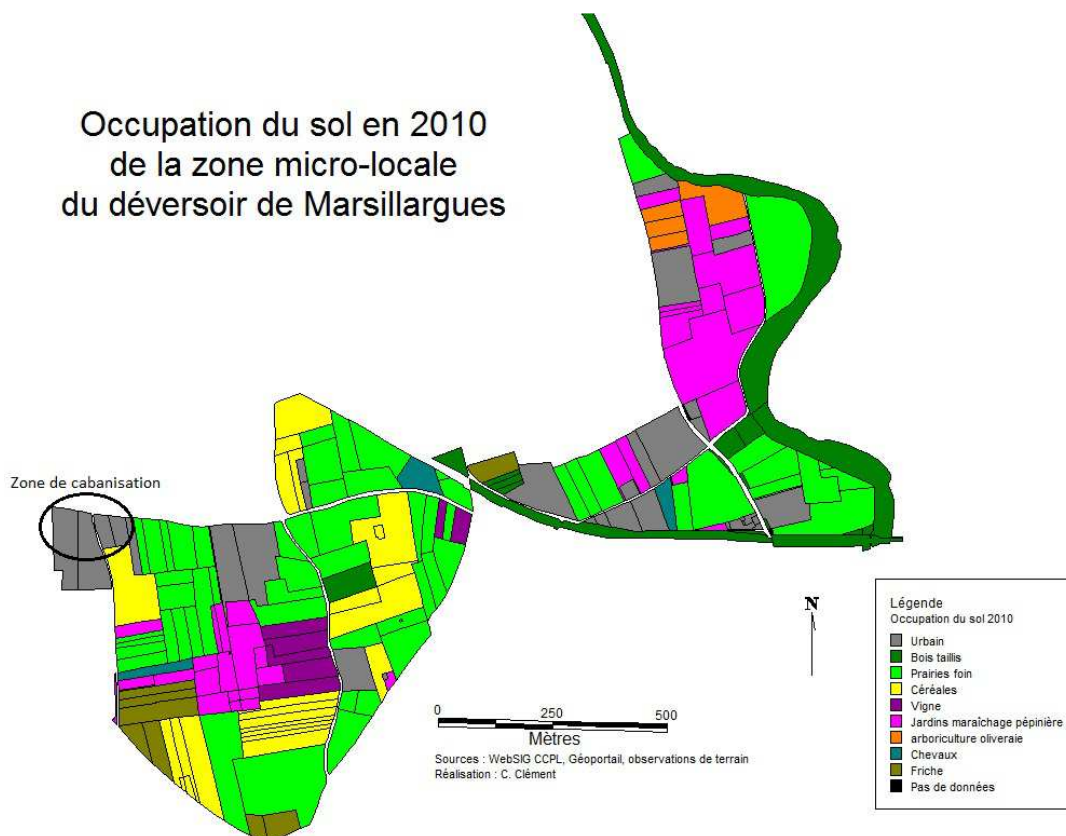 Occupation du sol en 2010
de la zone micro-locale
du déversoir de Marsillargues
Zone de cabanisation
N
0 250 500
Mètres
Sources : WebSIG CCPL, Géoportail, observations de terrain
Réalisation : C. Clément
Légende
Occupation du sol 2010
Urbain
Bois taillis
Prairies foin
Céréales
Vigne
Jardins maraîchage pépinière
arboriculture oliveraie
Chevaux
Friche
Pas de données